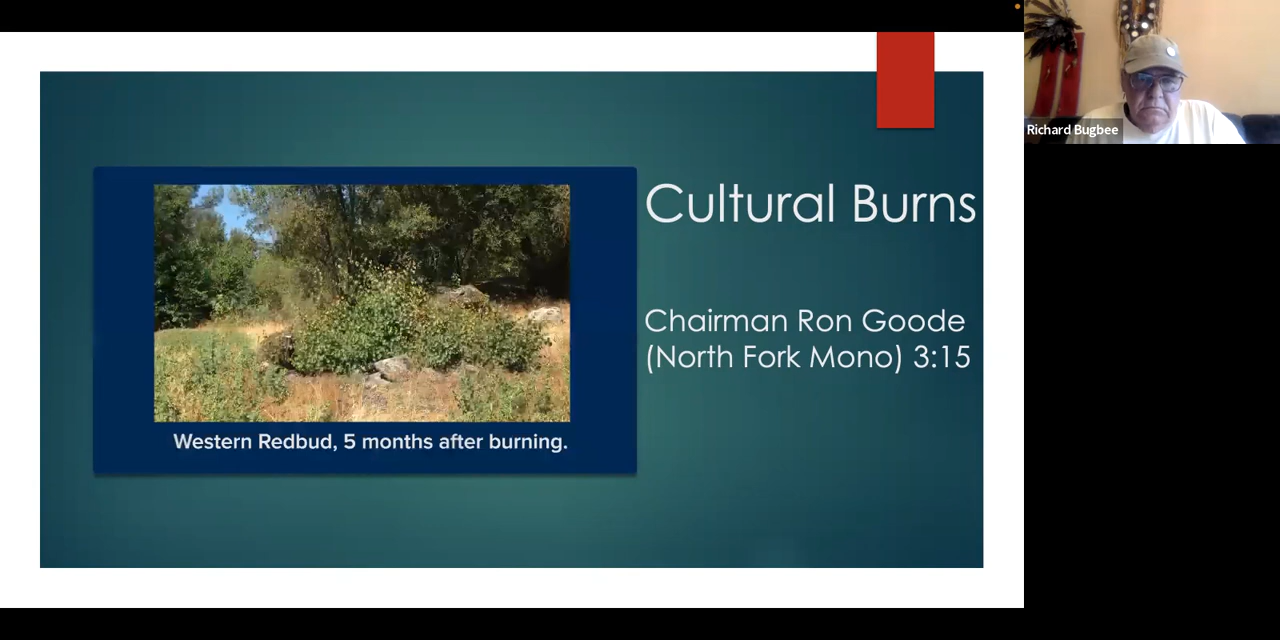 Cultural Burns
Chairman Ron Goode
(North Fork Mono) 3:15
Western Redbud, 5 months after burning.
Richard Bugbee